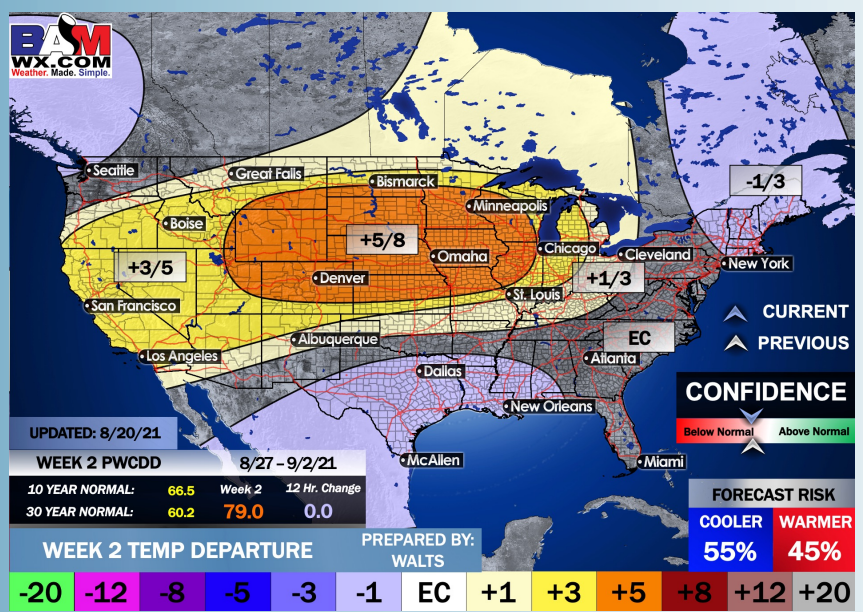 BAM
WX.COM
Weather. Made. Simple.
Seattle
Great Falls
Bismarck
-1/3
Minneapolis
Boise
+5/8
Chicago
Cleveland
Omaha
New York
+3/5
+1/3
Denver
St. Louis
San Francisco
CURRENT
EC
Albuquerque
PREVIOUS
Los Angeles
Atlanta
Dallas
CONFIDENCE
New Orleans
Below Normal Above Normal
UPDATED: 8/20/21
McAllen
Miami
WEEK 2 PWCDD 8/27 – 9/2/21
10 YEAR NORMAL: 66.5 Week 2 12 Hr. Change
30 YEAR NORMAL: 60.2 79.0 0.0
FORECAST RISK
COOLER WARMER
55% 45%
WEEK 2 TEMP DEPARTURE
PREPARED BY:
WALTS
-20 -12 -8 -5 -3 -1 EC +1 +3 +5 +8 +12 +20